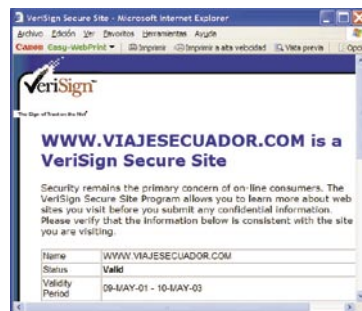 VeriSign Secure Site - Microsoft Internet Explorer
Archivo Edición Ver Favoritos Herramientas Ayuda
Canon Easy-WebPrint Imprimir Imprimir a alta velocidad Vista previa Opci
VeriSign
The Sign of Trust on the Net
WWW.VIAJESECUADOR.COM is a
VeriSign Secure Site
Security remains the primary concern of on-line consumers. The
VeriSign Secure Site Program allows you to learn more about web
sites you visit before you submit any confidential information.
Please verify that the information below is consistent with the site
you are visiting.
Name WWW.VIAJESECUADOR.COM
Status Valid
Validity
Period 09-MAY-01 - 10-MAY-03